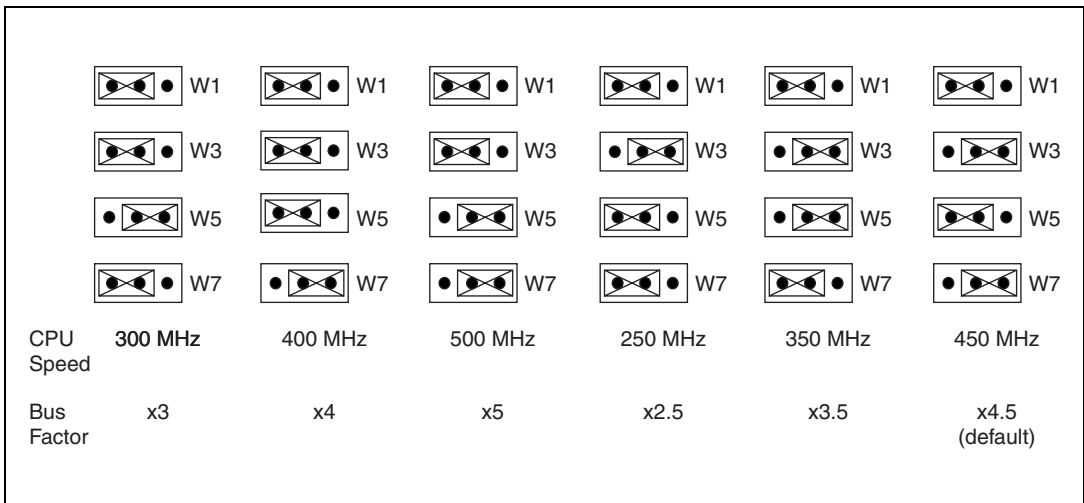 W1 W1 W1 W1 W1 W1
W3 W3 W3 W3 W3 W3
W5 W5 W5 W5 W5 W5
W7 W7 W7 W7 W7 W7
CPU 300 MHz 400 MHz 500 MHz 250 MHz 350 MHz 450 MHz
Speed
Bus x3 x4 x5 x2.5 x3.5 x4.5
Factor (default)